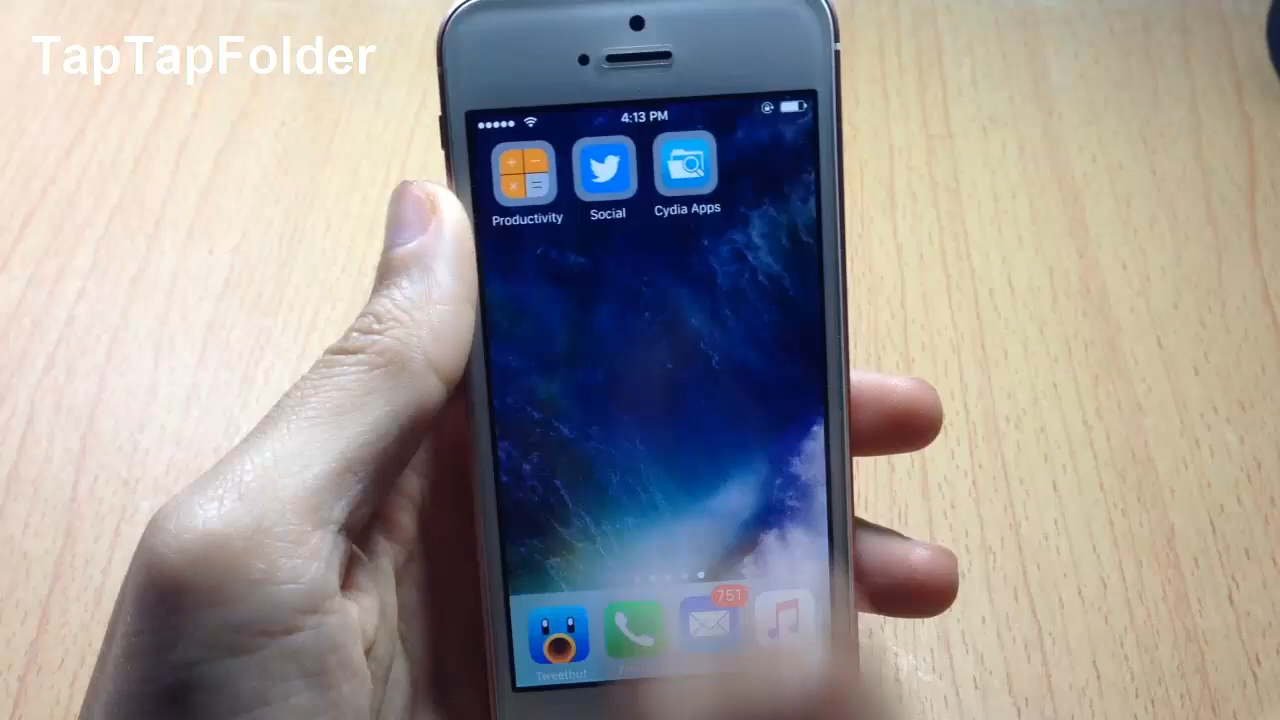 TapTapFolder
4:13 PM
Productivity
Social
Cydia Apps
751
Tweetbot